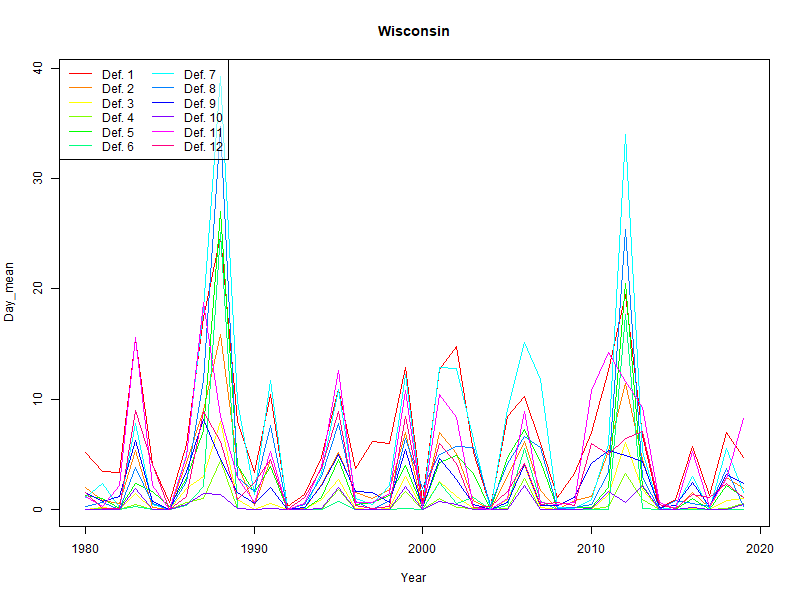 Wisconsin
Def. 1 Def. 7
Def. 2 Def. 8
Def. 3 Def. 9
Def. 4 Def. 10
Def. 5 Def. 11
Def. 6 Def. 12
40
30
20
10
0
Day_mean
1980 1990 2000 2010 2020
Year